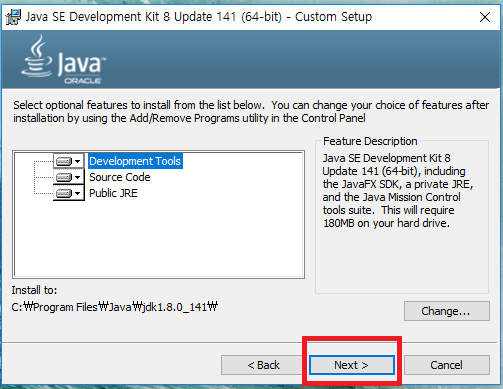 Java SE Development Kit 8 Update 141 (64-bit) - Custom Setup
Java
ORACLE
Select optional features to install from the list below. You can change your choice of features after
installation by using the Add/Remove Programs utility in the Control Panel
Development Tools
Source Code
Public JRE
Feature Description
Java SE Development Kit 8
Update 141 (64-bit), including
the JavaFX SDK, a private JRE,
and the Java Mission Control
tools suite. This will require
180MB on your hard drive.
Install to:
C:₩Program Files₩Java₩jdk1.8.0_141₩
Change...
< Back
Next >
Cancel